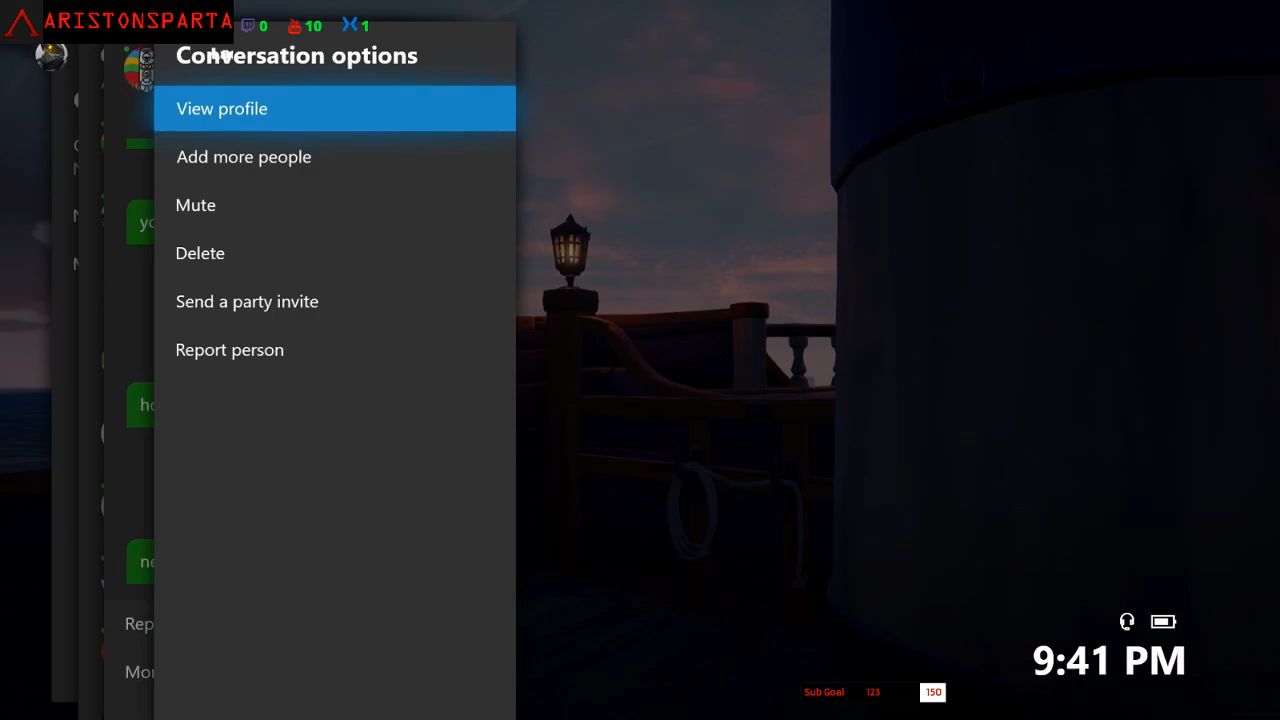 ARISTONSPARTA
0 10 1
Conversation options
View profile
Add more people
Mute
Delete
Send a party invite
Report person
9:41 PM
Sub Goal 123 150